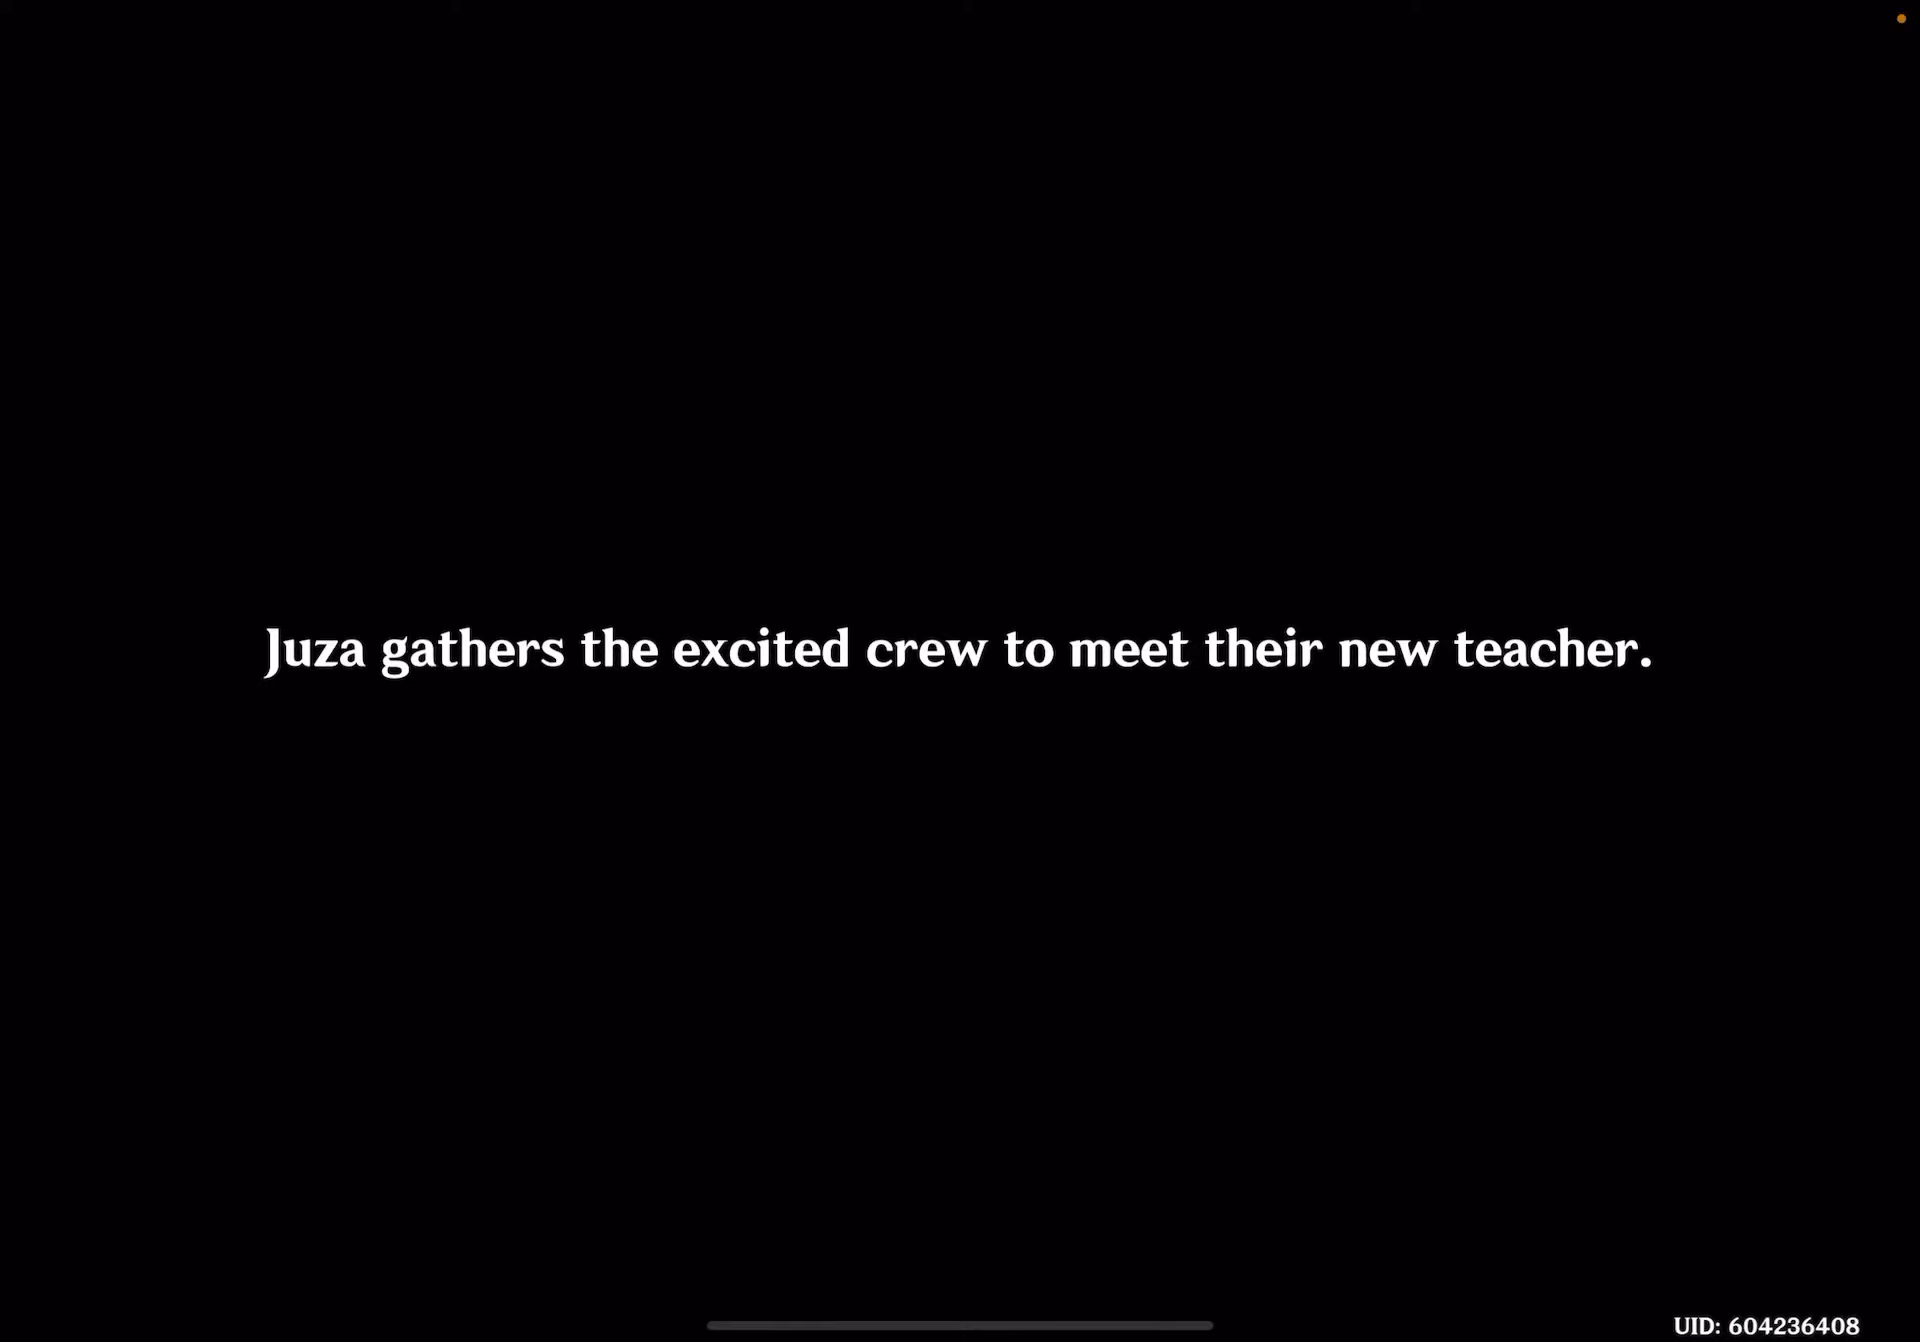 Juza gathers the excited crew to meet their new teacher.
UID: 604236408